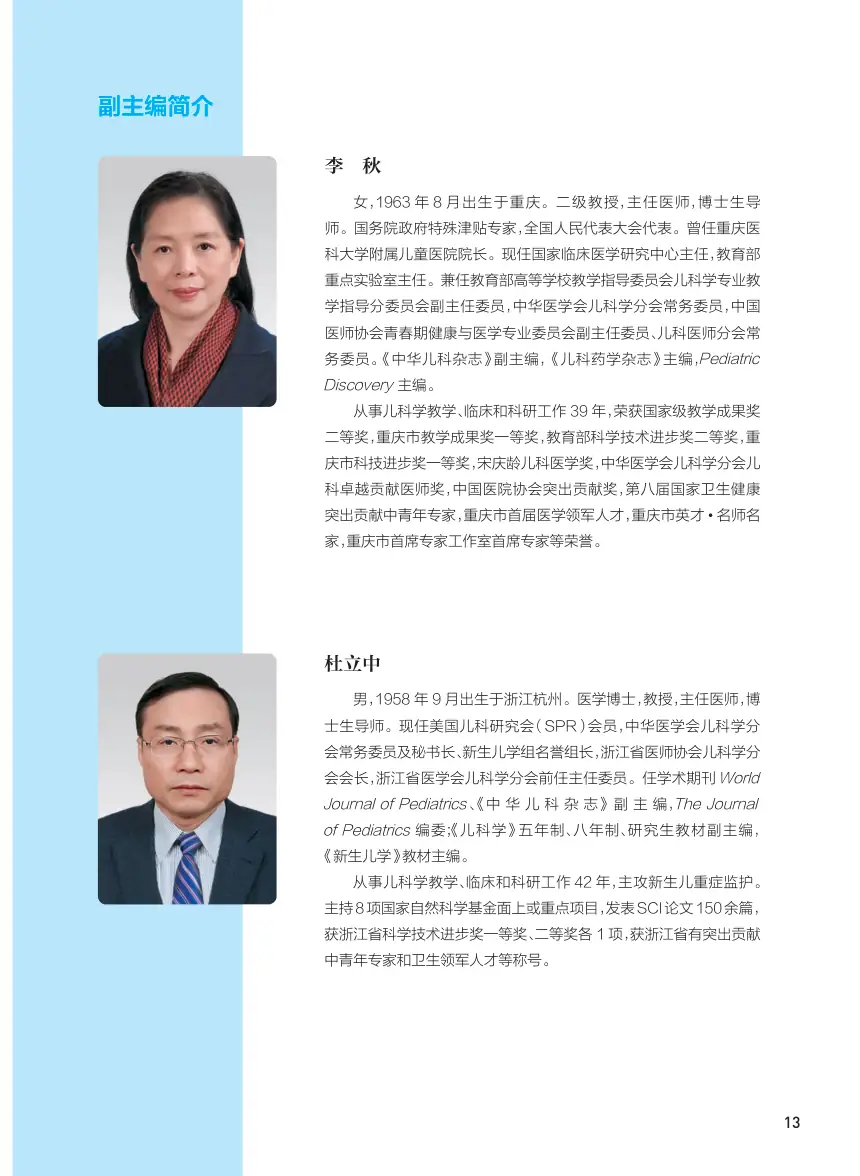 副主编简介
李 秋
女,1963 年 8 月出生于重庆。二级教授,主任医师,博士生导
师。国务院政府特殊津贴专家,全国人民代表大会代表。曾任重庆医
科大学附属儿童医院院长。现任国家临床医学研究中心主任,教育部
重点实验室主任。兼任教育部高等学校教学指导委员会儿科学专业教
学指导分委员会副主任委员,中华医学会儿科学分会常务委员,中国
医师协会青春期健康与医学专业委员会副主任委员、儿科医师分会常
务委员。《中华儿科杂志》副主编,《儿科药学杂志》主编,Pediatric
Discovery 主编。
从事儿科学教学、临床和科研工作 39 年,荣获国家级教学成果奖
二等奖,重庆市教学成果奖一等奖,教育部科学技术进步奖二等奖,重
庆市科技进步奖一等奖,宋庆龄儿科医学奖,中华医学会儿科学分会儿
科卓越贡献医师奖,中国医院协会突出贡献奖,第八届国家卫生健康
突出贡献中青年专家,重庆市首届医学领军人才,重庆市英才·名师名
家,重庆市首席专家工作室首席专家等荣誉。
杜立中
男,1958 年 9 月出生于浙江杭州。医学博士,教授,主任医师,博
士生导师。现任美国儿科研究会(SPR)会员,中华医学会儿科学分
会常务委员及秘书长、新生儿学组名誉组长,浙江省医师协会儿科学分
会会长,浙江省医学会儿科学分会前任主任委员。任学术期刊 World
Journal of Pediatrics、《中华儿科杂志》副主编,The Journal
of Pediatrics 编委;《儿科学》五年制、八年制、研究生教材副主编,
《新生儿学》教材主编。
从事儿科学教学、临床和科研工作 42 年,主攻新生儿重症监护。
主持 8 项国家自然科学基金面上或重点项目,发表 SCI 论文 150 余篇,
获浙江省科学技术进步奖一等奖、二等奖各 1 项,获浙江省有突出贡献
中青年专家和卫生领军人才等称号。
13